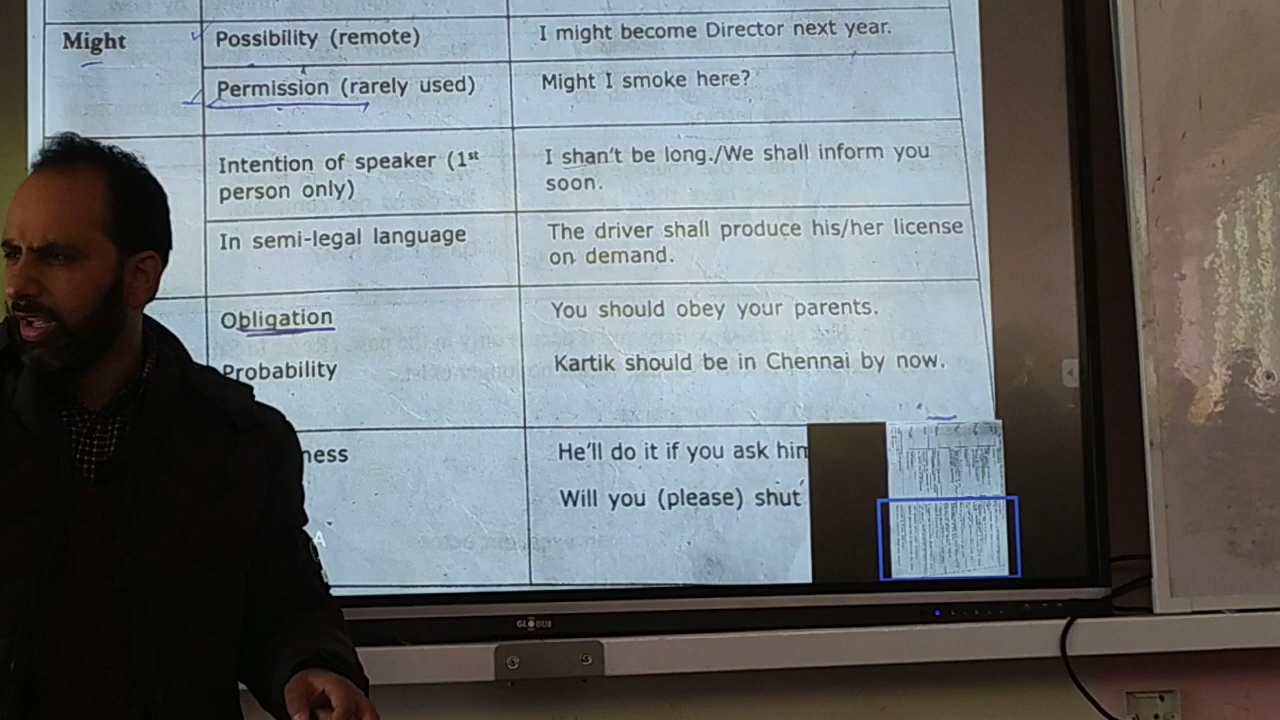 Might
Possibility (remote)
I might become Director next year.
Permission (rarely used)
Might I smoke here?
Intention of speaker (1st
person only)
I shan't be long./We shall inform you
soon.
In semi-legal language
The driver shall produce his/her license
on demand.
Obligation
You should obey your parents.
Probability
Kartik should be in Chennai by now.
ness
He'll do it if you ask him
Will you (please) shut
GLOBUS